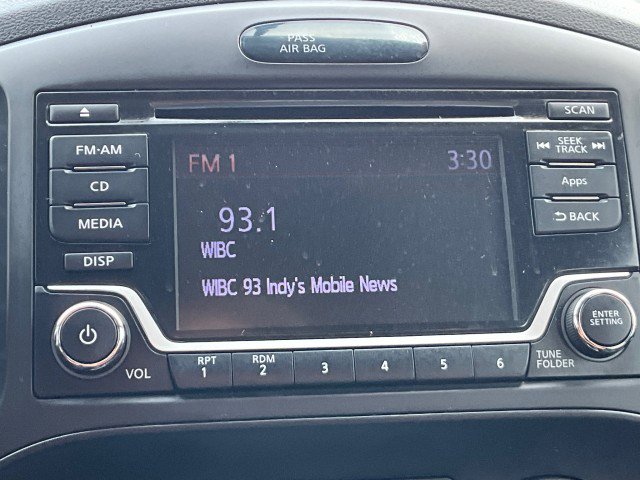 PASS
AIR BAG
SCAN
FM-AM
CD
MEDIA
DISP
FM 1
3:30
93.1
WIBC
WIBC 93 Indy's Mobile News
SEEK
TRACK
Apps
BACK
ENTER
SETTING
VOL
RPT
1
RDM
2
3
4
5
6
TUNE
FOLDER